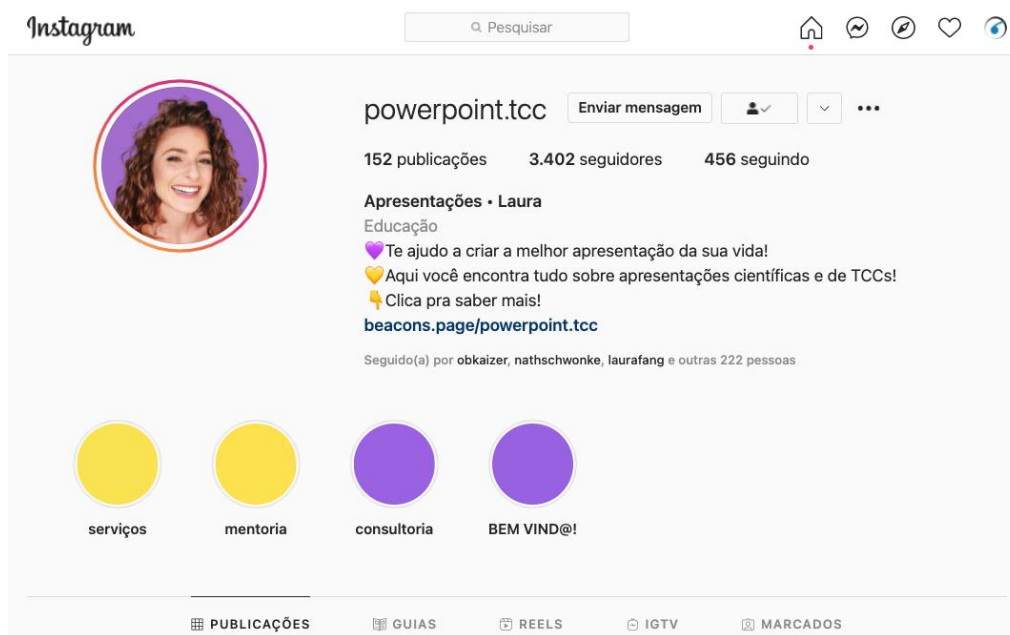 Instagram
Pesquisar
powerpoint.tcc Enviar mensagem
152 publicações 3.402 seguidores 456 seguindo
Apresentações • Laura
Educação
💜Te ajudo a criar a melhor apresentação da sua vida!
💛Aqui você encontra tudo sobre apresentações científicas e de TCCs!
👇Clica pra saber mais!
beacons.page/powerpoint.tcc
Seguido(a) por obkaizer, nathschwonke, laurafang e outras 222 pessoas
serviços mentoria consultoria BEM VIND@!
PUBLICAÇÕES GUIAS REELS IGTV MARCADOS